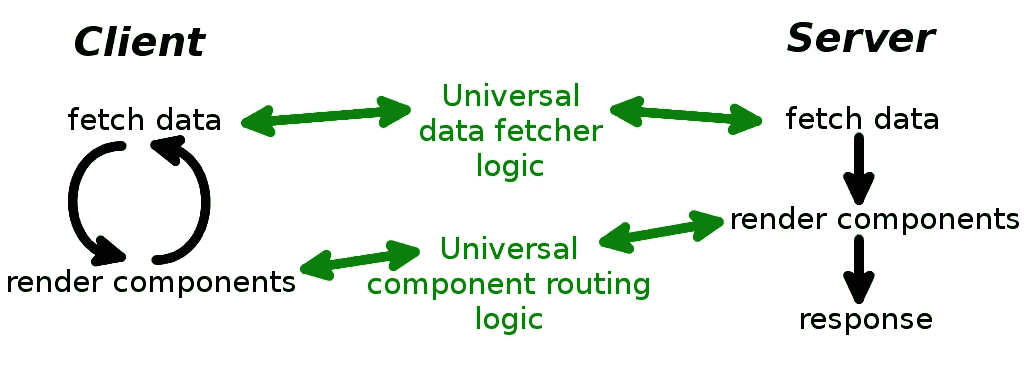 Client
Server
fetch data
Universal
data fetcher
logic
fetch data
render components
Universal
component routing
logic
render components
response